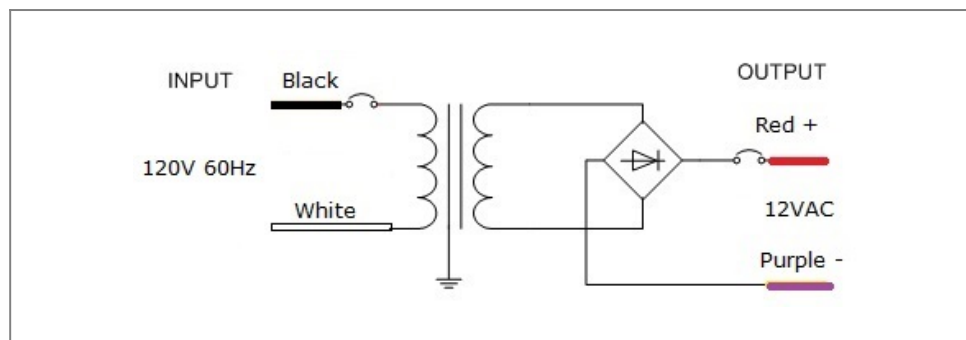 INPUT
Black
OUTPUT
Red +
120V 60Hz
White
12VAC
Purple -